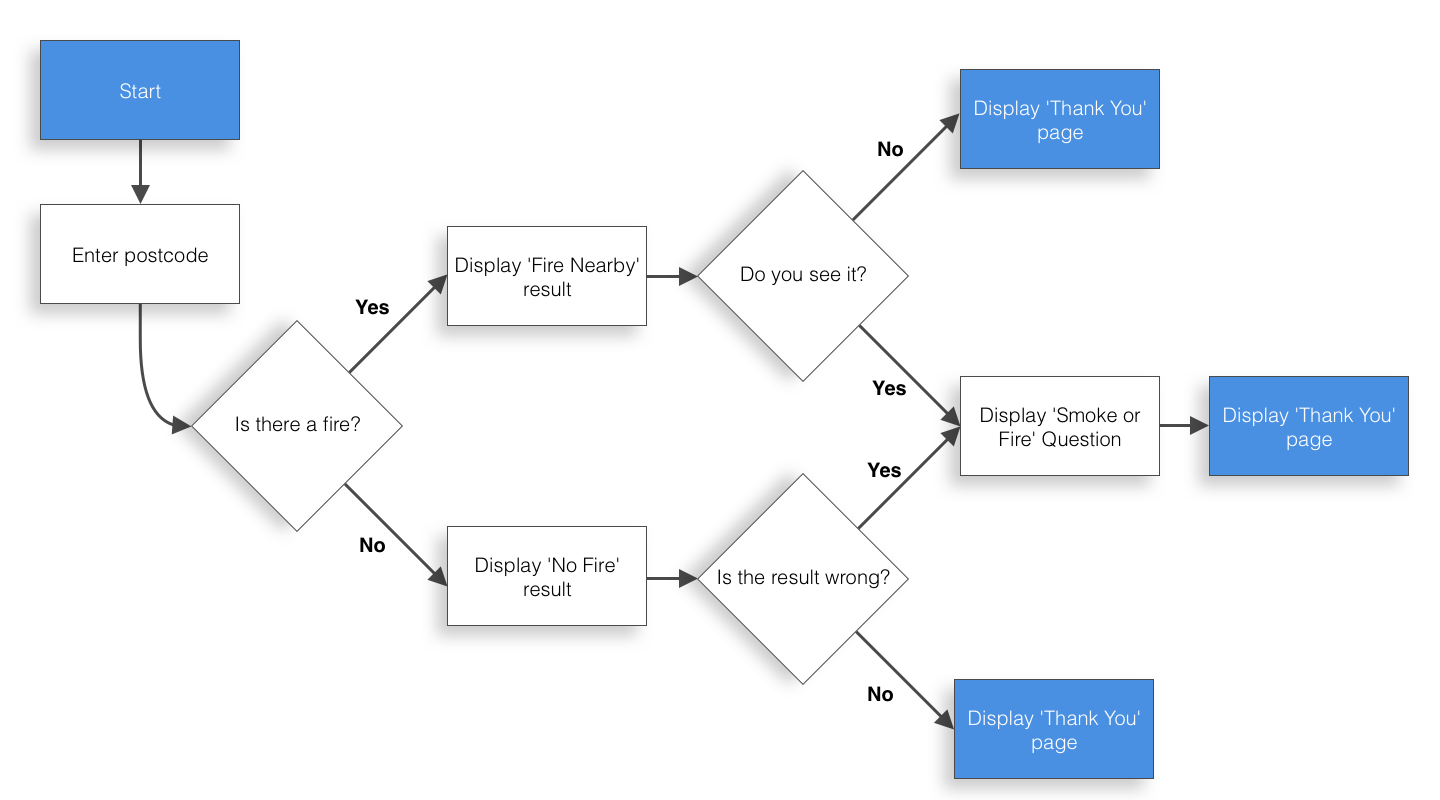 Start
Enter postcode
Is there a fire?
Yes
Display 'Fire Nearby'
result
Do you see it?
No
Display 'Thank You'
page
Yes
No
Display 'No Fire'
result
Is the result wrong?
Yes
Display 'Smoke or
Fire' Question
Display 'Thank You'
page
No
Display 'Thank You'
page